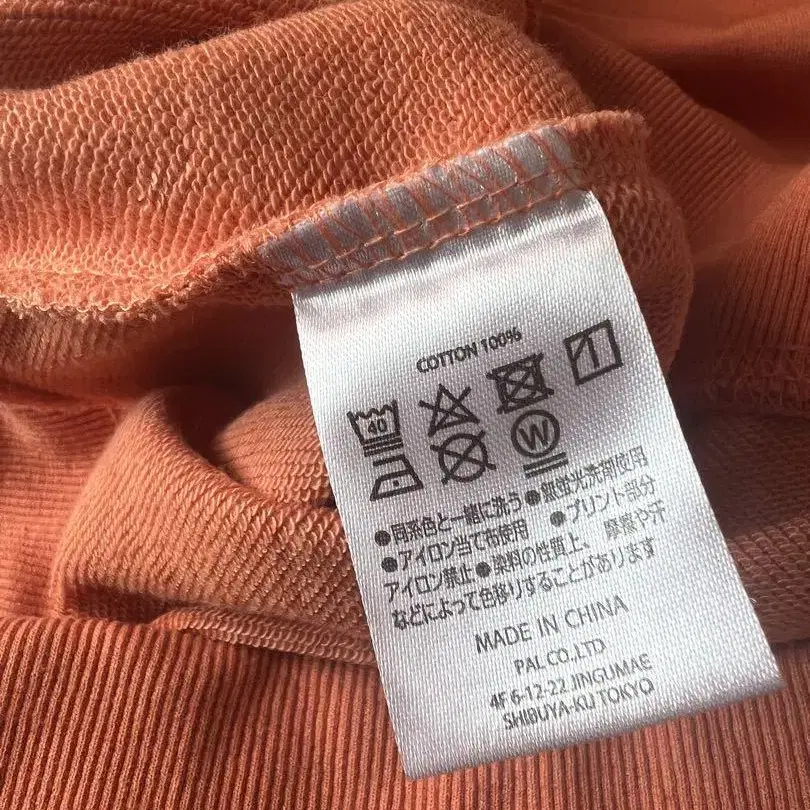 COTTON 100%
40
W
●同系色と一緒に洗う ●無蛍光洗剤使用
●アイロン当て布使用 ●プリント部分
アイロン禁止 ●染料の性質上、 摩擦や汗
などによって色移りすることがあります
MADE IN CHINA
PAL CO.,LTD
4F 6-12-22 JINGUMAE
SHIBUYA-KU TOKYO